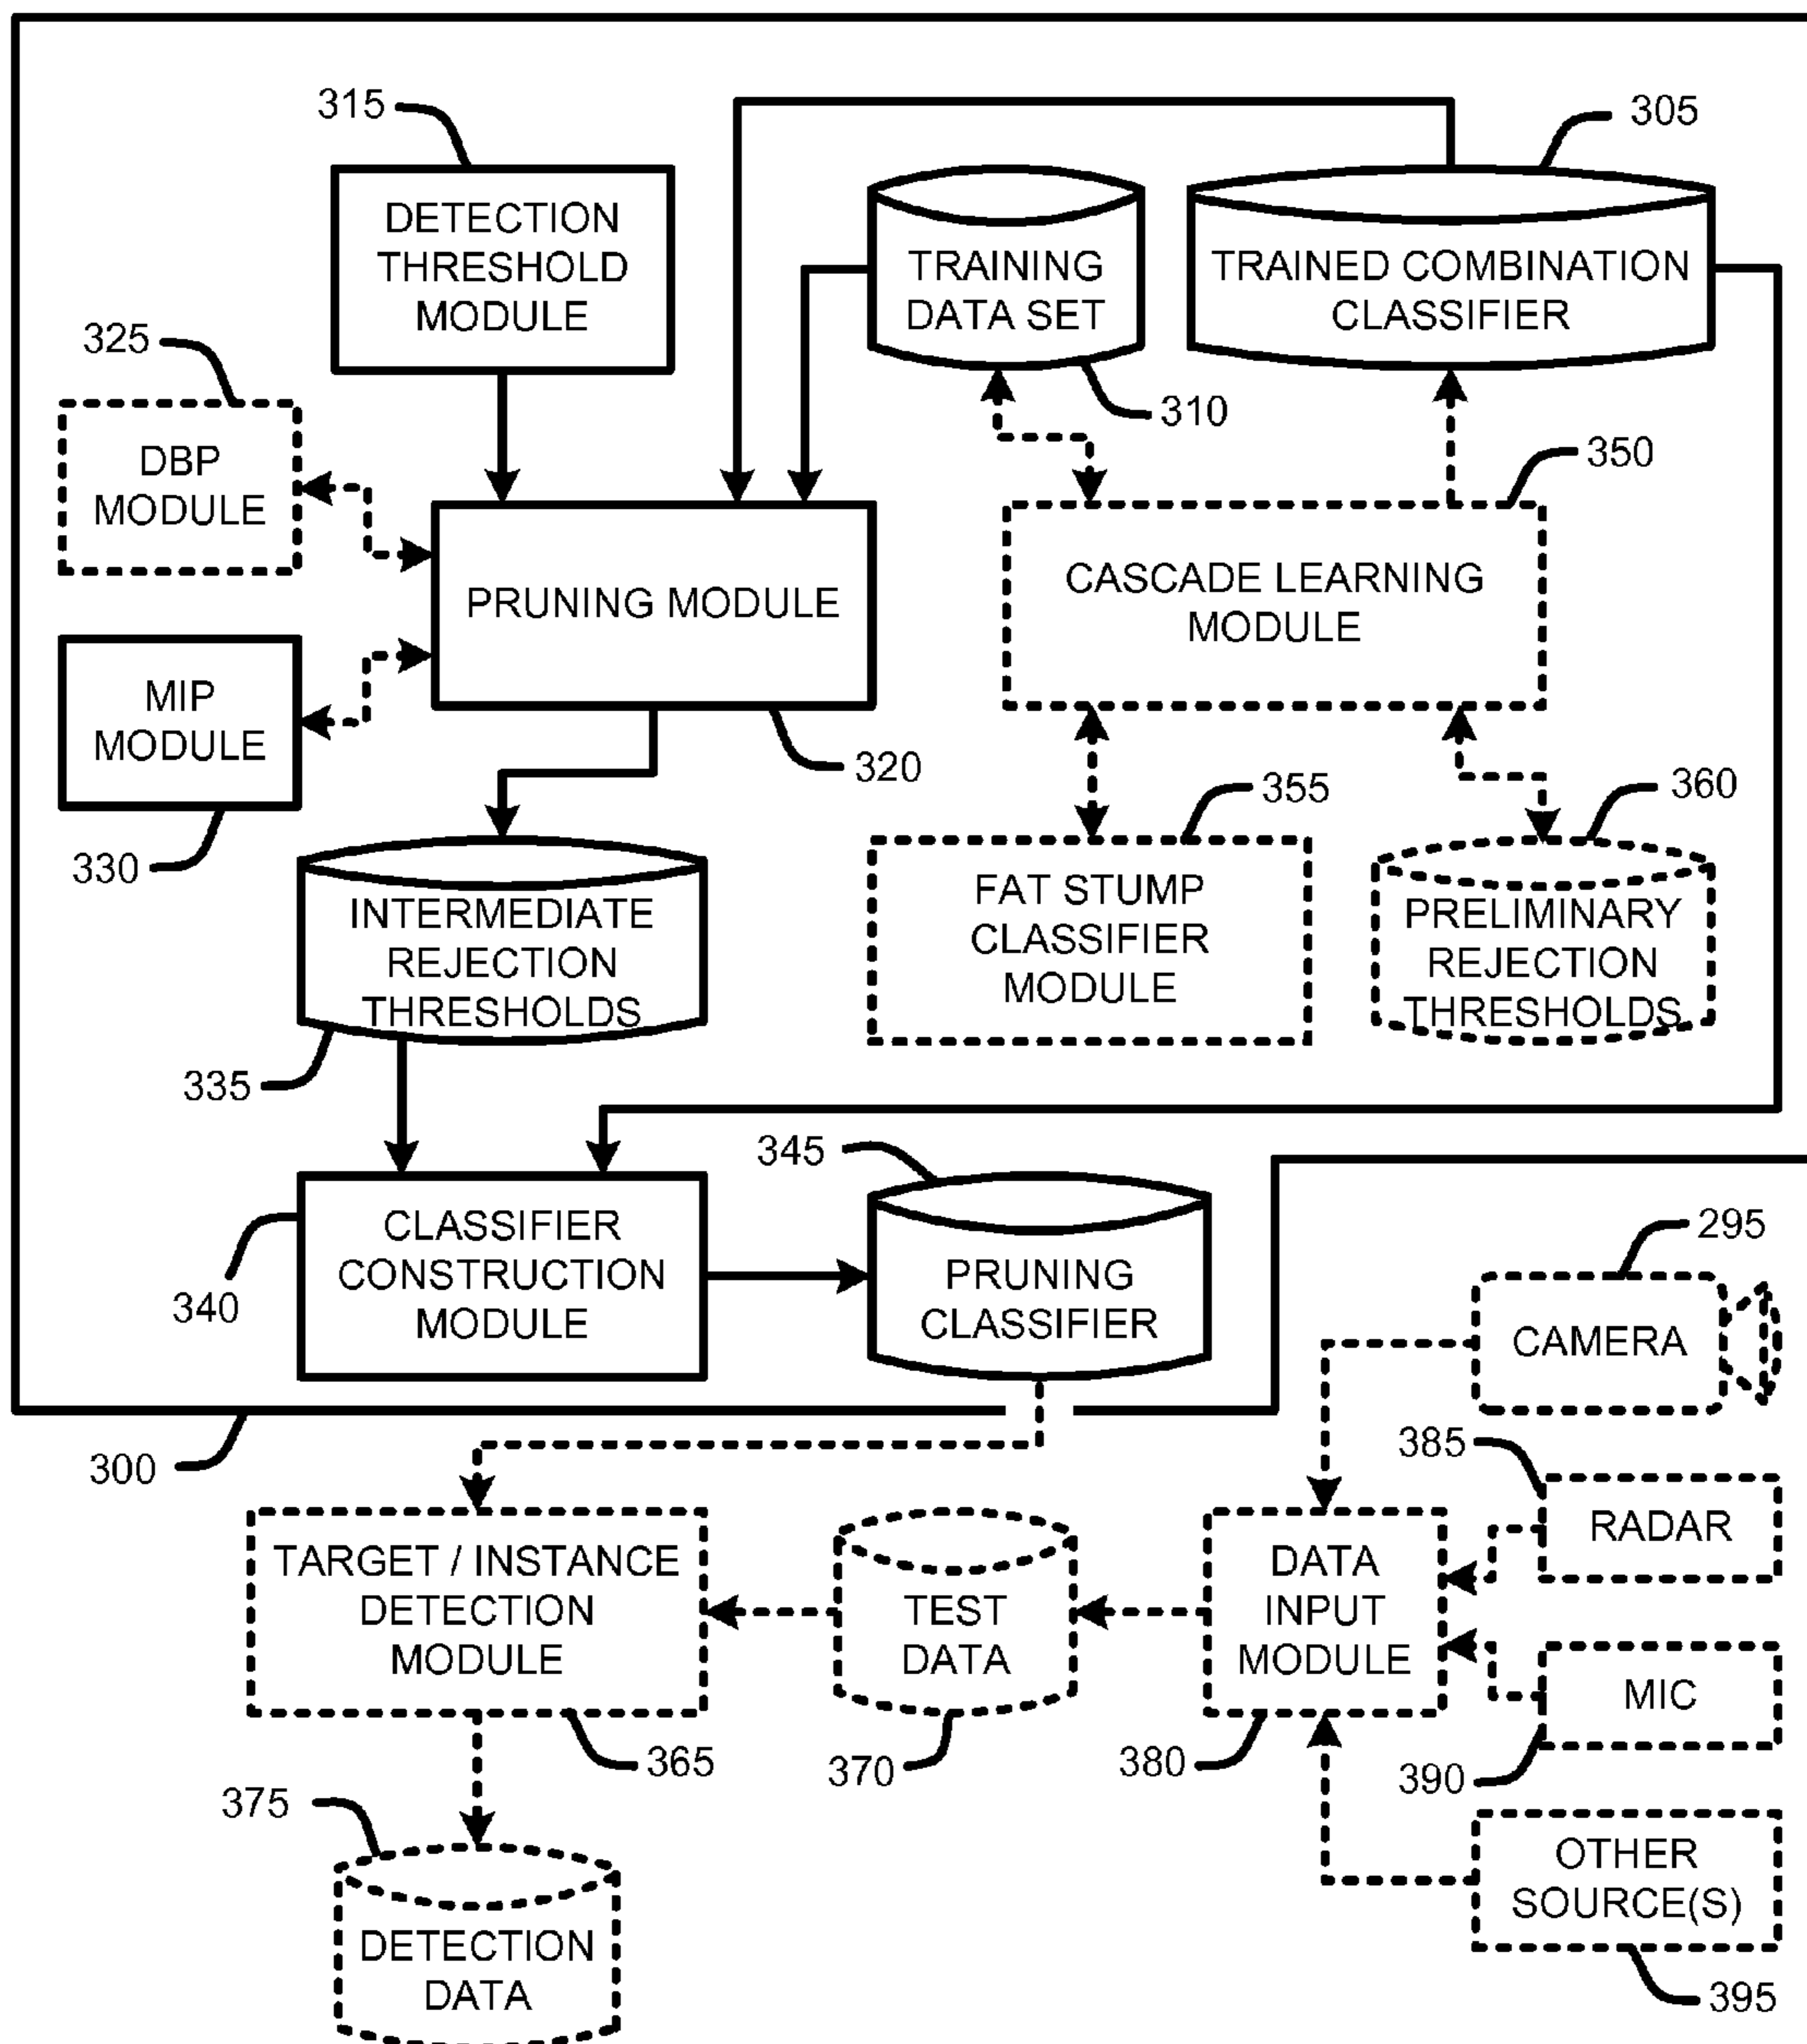 315
305
DETECTION
THRESHOLD
MODULE
TRAINING
DATA SET
TRAINED COMBINATION
CLASSIFIER
325
310
350
DBP
MODULE
PRUNING MODULE
CASCADE LEARNING
MODULE
MIP
MODULE
320
355
360
330
INTERMEDIATE
REJECTION
THRESHOLDS
FAT STUMP
CLASSIFIER
MODULE
PRELIMINARY
REJECTION
THRESHOLDS
335
345
CLASSIFIER
CONSTRUCTION
MODULE
340
PRUNING
CLASSIFIER
295
CAMERA
300
385
RADAR
TARGET / INSTANCE
DETECTION
MODULE
TEST
DATA
DATA
INPUT
MODULE
MIC
365
370
380
390
375
OTHER
SOURCE(S)
DETECTION
DATA
395